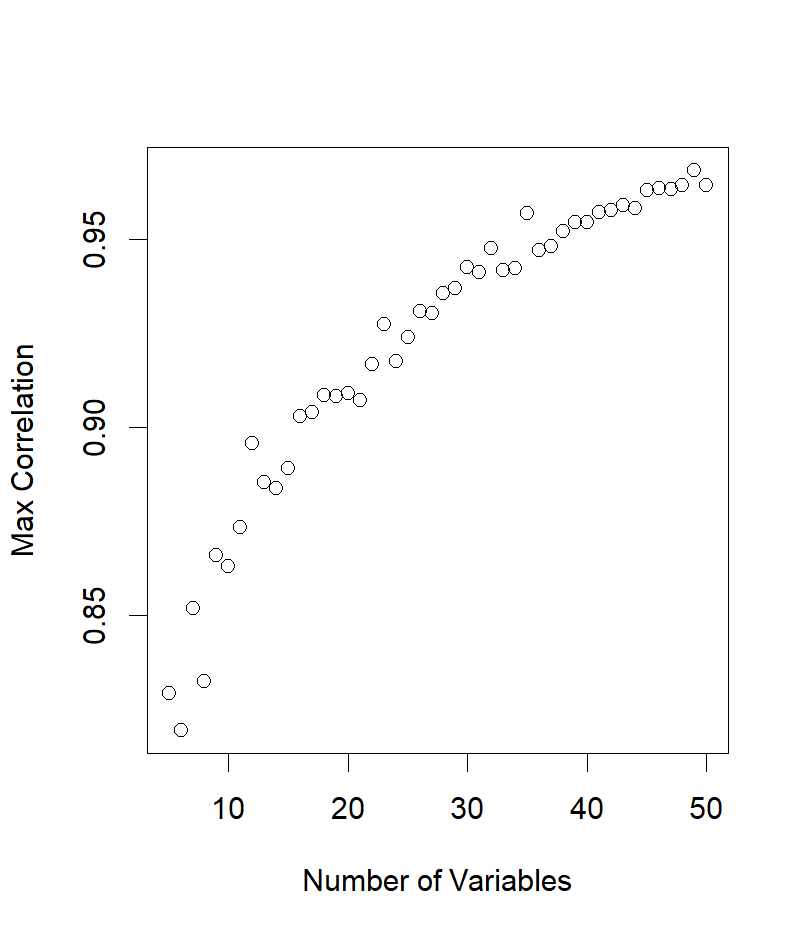 Max Correlation
0.95
0.90
0.85
10 20 30 40 50
Number of Variables